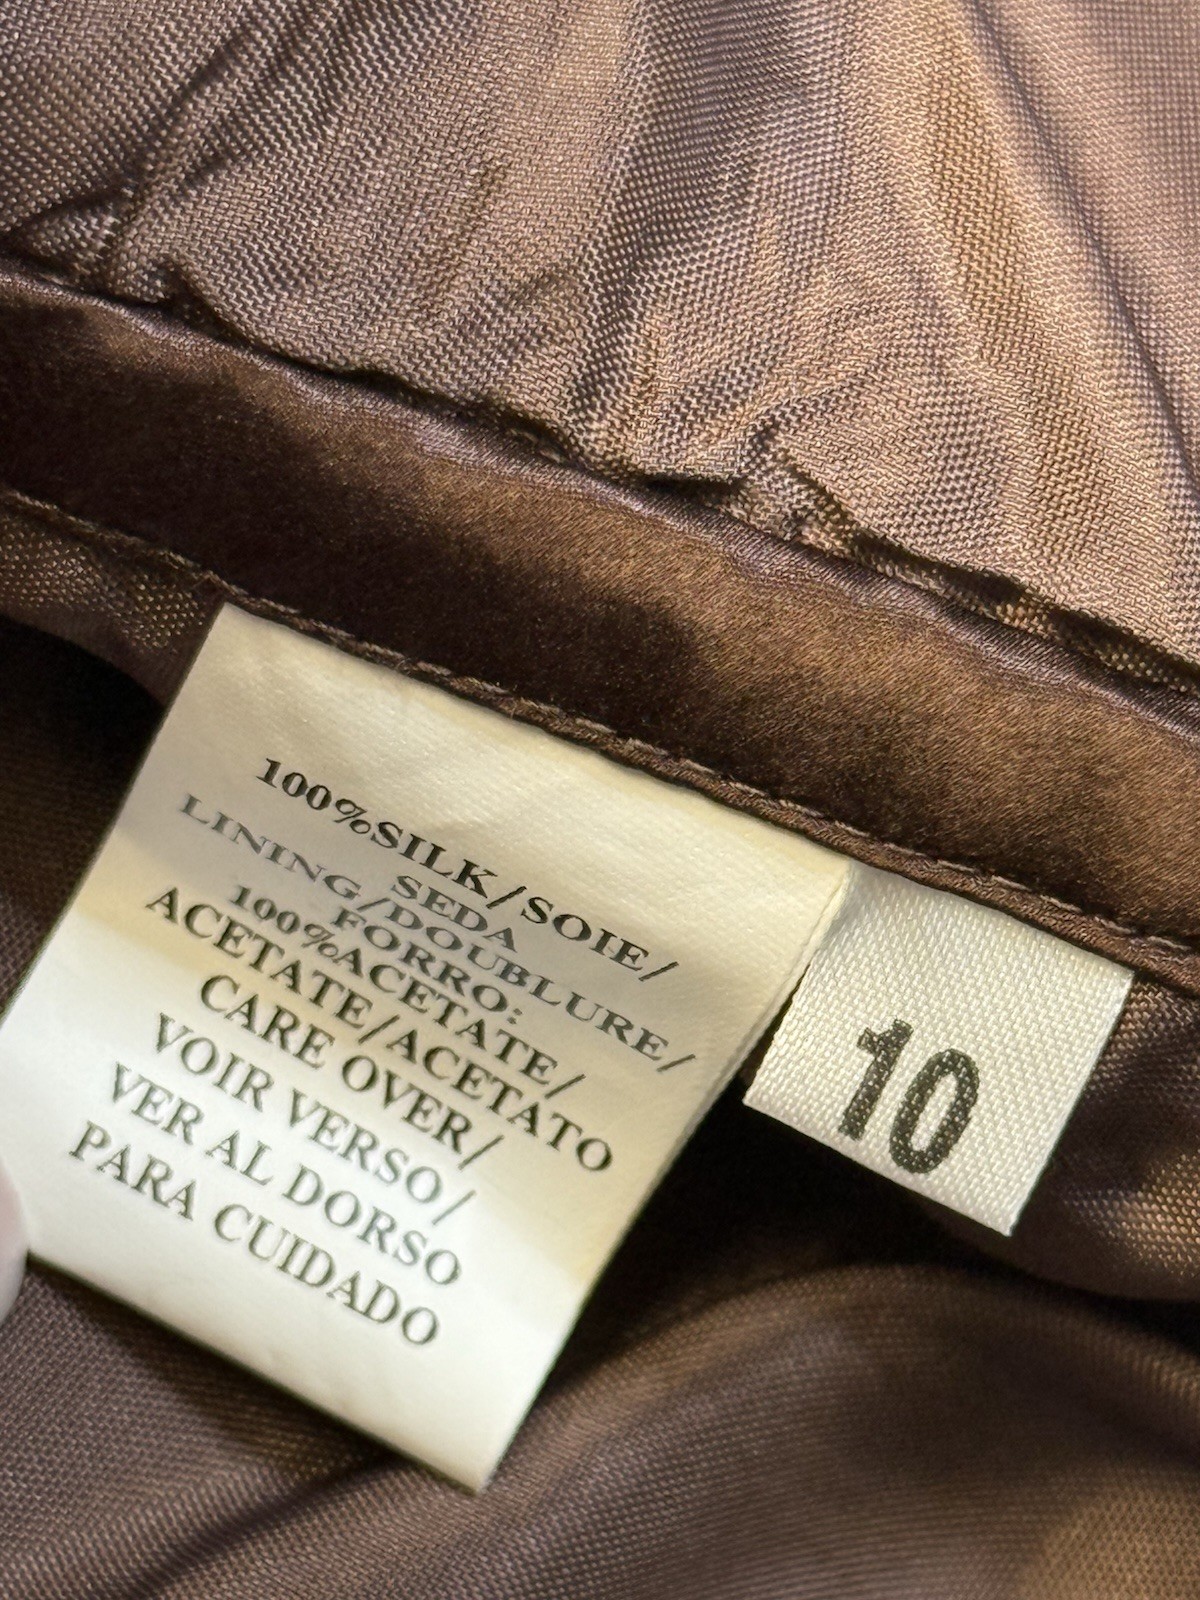 100%SILK/SOIE/
SEDA
LINING/DOUBLURE/
FORRO:
100%ACETATE/
ACETATE/ACETATO
CARE OVER/
VOIR VERSO/
VER AL DORSO
PARA CUIDADO
10